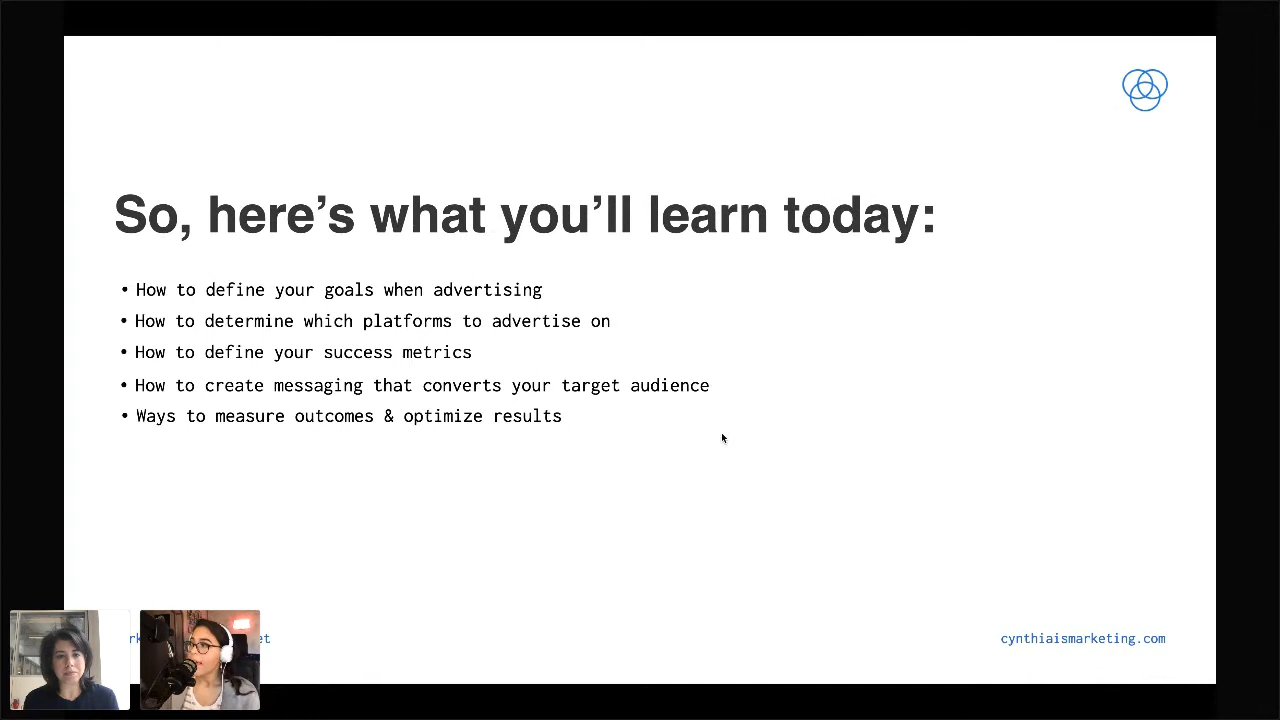 So, here’s what you’ll learn today:
• How to define your goals when advertising
• How to determine which platforms to advertise on
• How to define your success metrics
• How to create messaging that converts your target audience
• Ways to measure outcomes & optimize results
cynthiaismarketing.com